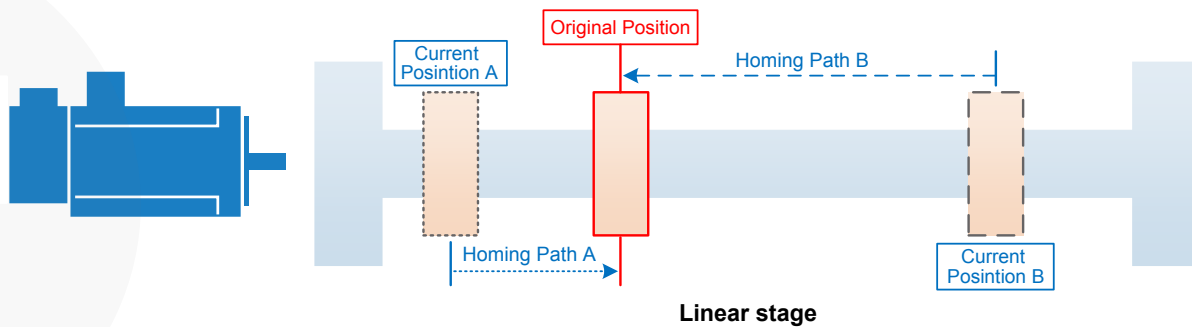 Original Position
Current
Posintion A
Homing Path B
Homing Path A
Current
Posintion B
Linear stage